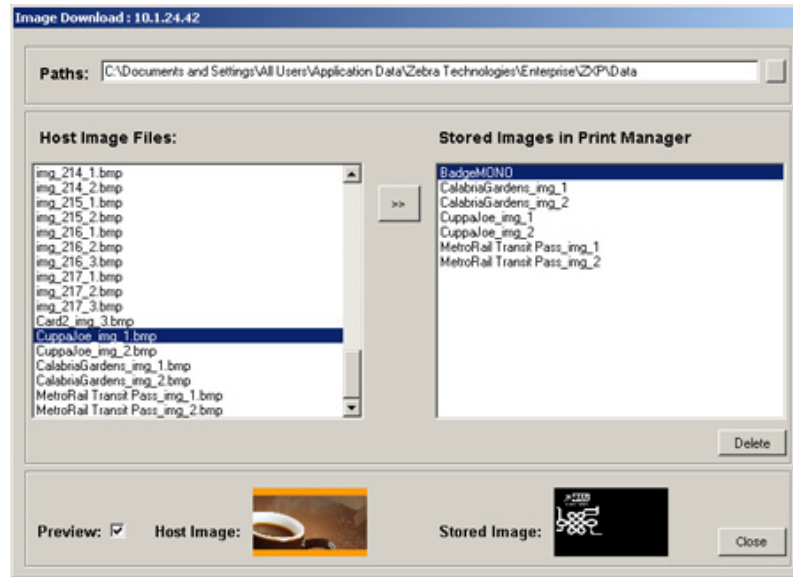 Image Download : 10.1.24.42
Paths:
C:\Documents and Settings\All Users\Application Data\Zebra Technologies\Enterprise\ZXP\Data
Host Image Files:
img_214_1.bmp
img_214_2.bmp
img_215_1.bmp
img_215_2.bmp
img_216_1.bmp
img_216_2.bmp
img_216_3.bmp
img_217_1.bmp
img_217_2.bmp
img_217_3.bmp
Card2_img_3.bmp
CuppaJoe_img_1.bmp
CuppaJoe_img_2.bmp
CalabriaGardens_img_1.bmp
CalabriaGardens_img_2.bmp
MetroRail Transit Pass_img_1.bmp
MetroRail Transit Pass_img_2.bmp
>>
Stored Images in Print Manager
BadgeMONO
CalabriaGardens_img_1
CalabriaGardens_img_2
CuppaJoe_img_1
CuppaJoe_img_2
MetroRail Transit Pass_img_1
MetroRail Transit Pass_img_2
Delete
Preview:
Host Image:
Stored Image:
Close